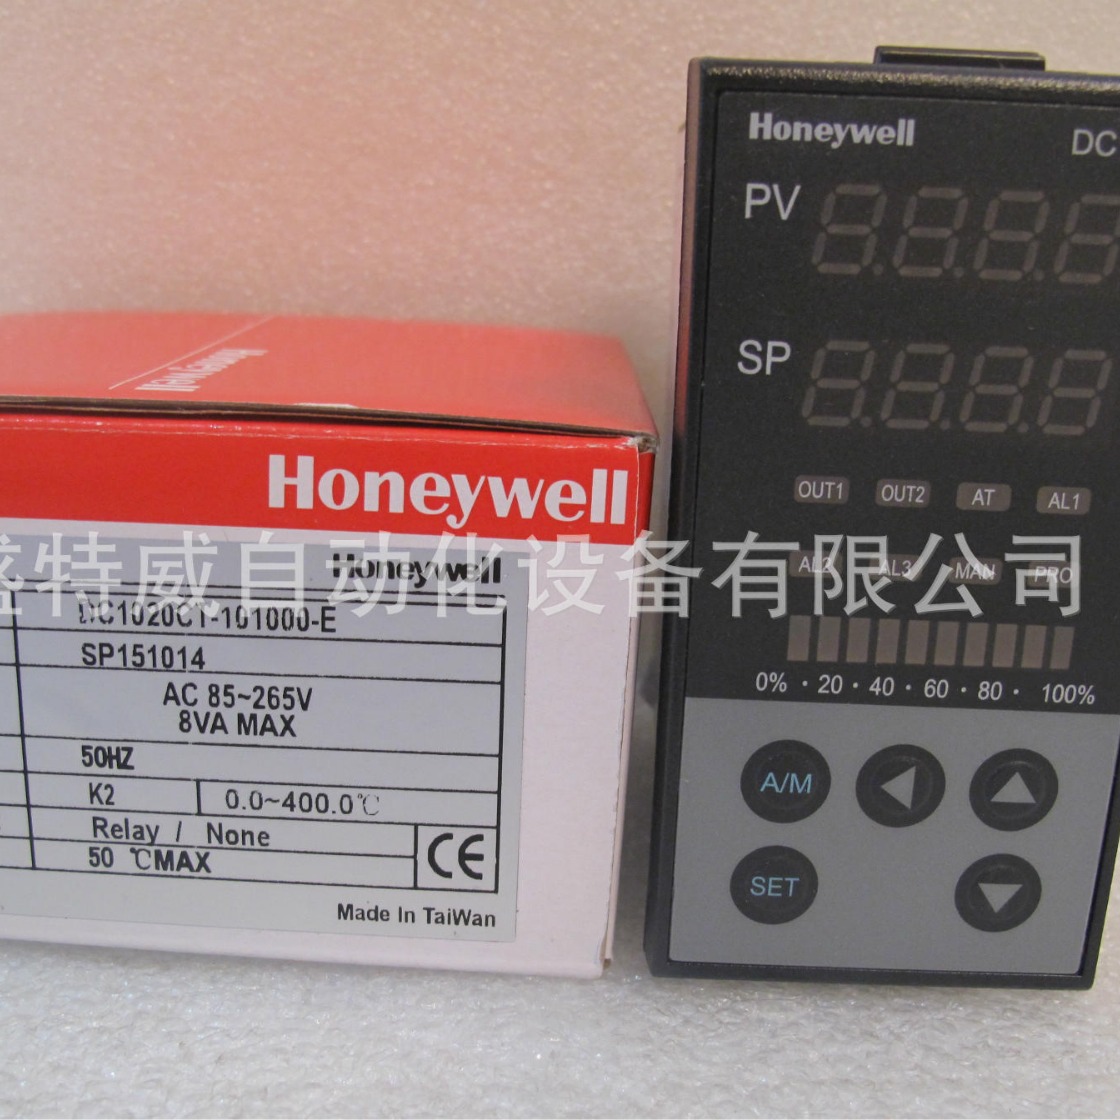 Honeywell
Honeywell
Honeywell
DC1020CT-101000-E
SP151014
AC 85~265V
8VA MAX
50HZ
K2 0.0~400.0℃
Relay / None
50 ℃MAX
CE
Made In TaiWan
Honeywell DC
PV
SP
OUT1 OUT2 AT AL1
AL2 AL3 MAN PRO
0% · 20 · 40 · 60 · 80 · 100%
A/M
SET
盛特威自动化设备有限公司